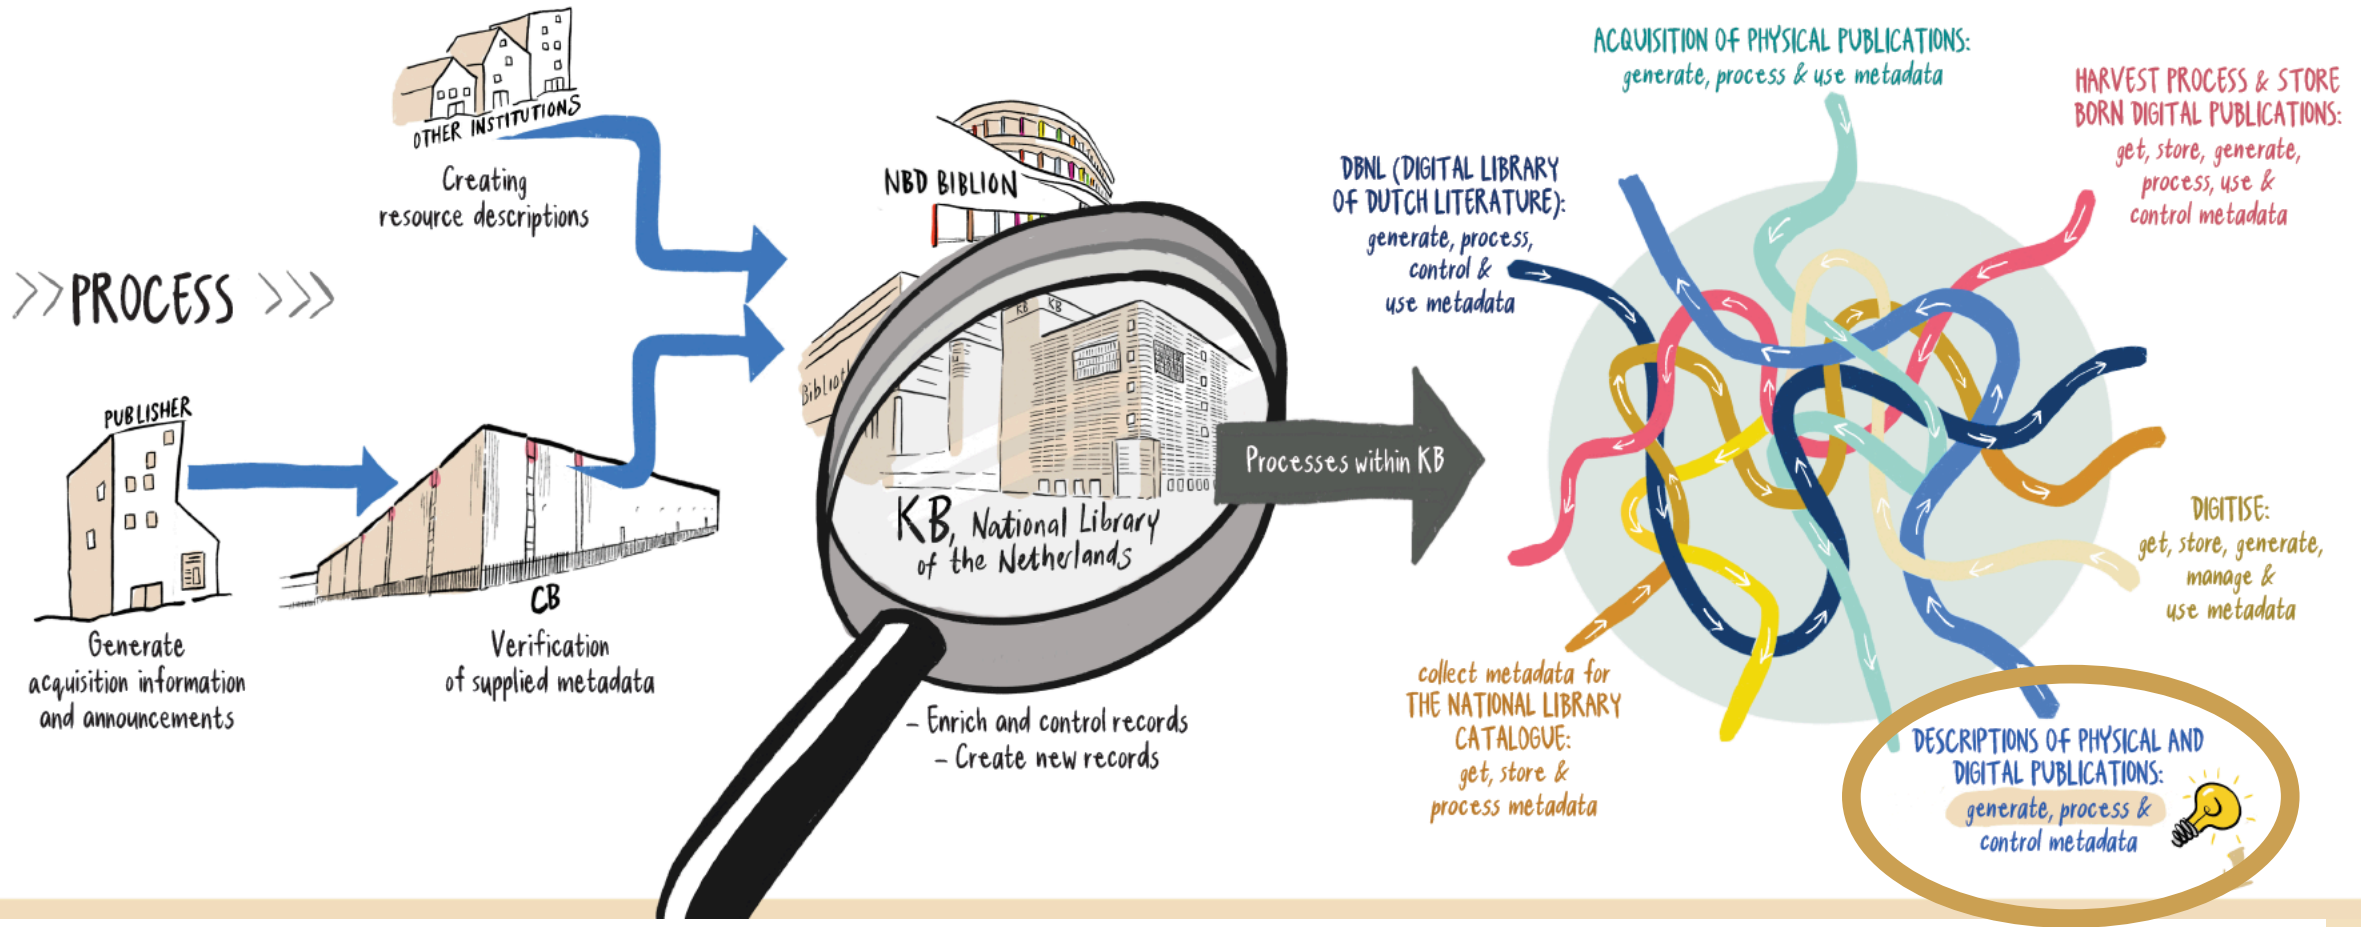 >>PROCESS >>>
OTHER INSTITUTIONS
Creating
resource descriptions
PUBLISHER
Generate
acquisition information
and announcements
CB
Verification
of supplied metadata
NBD BIBLION
Bibliot
KB KB
KB, National Library
of the Netherlands
– Enrich and control records
– Create new records
Processes within KB
DBNL (DIGITAL LIBRARY
OF DUTCH LITERATURE):
generate, process,
control &
use metadata
ACQUISITION OF PHYSICAL PUBLICATIONS:
generate, process & use metadata
HARVEST PROCESS & STORE
BORN DIGITAL PUBLICATIONS:
get, store, generate,
process, use &
control metadata
DIGITISE:
get, store, generate,
manage &
use metadata
collect metadata for
THE NATIONAL LIBRARY
CATALOGUE:
get, store &
process metadata
DESCRIPTIONS OF PHYSICAL AND
DIGITAL PUBLICATIONS:
generate, process &
control metadata